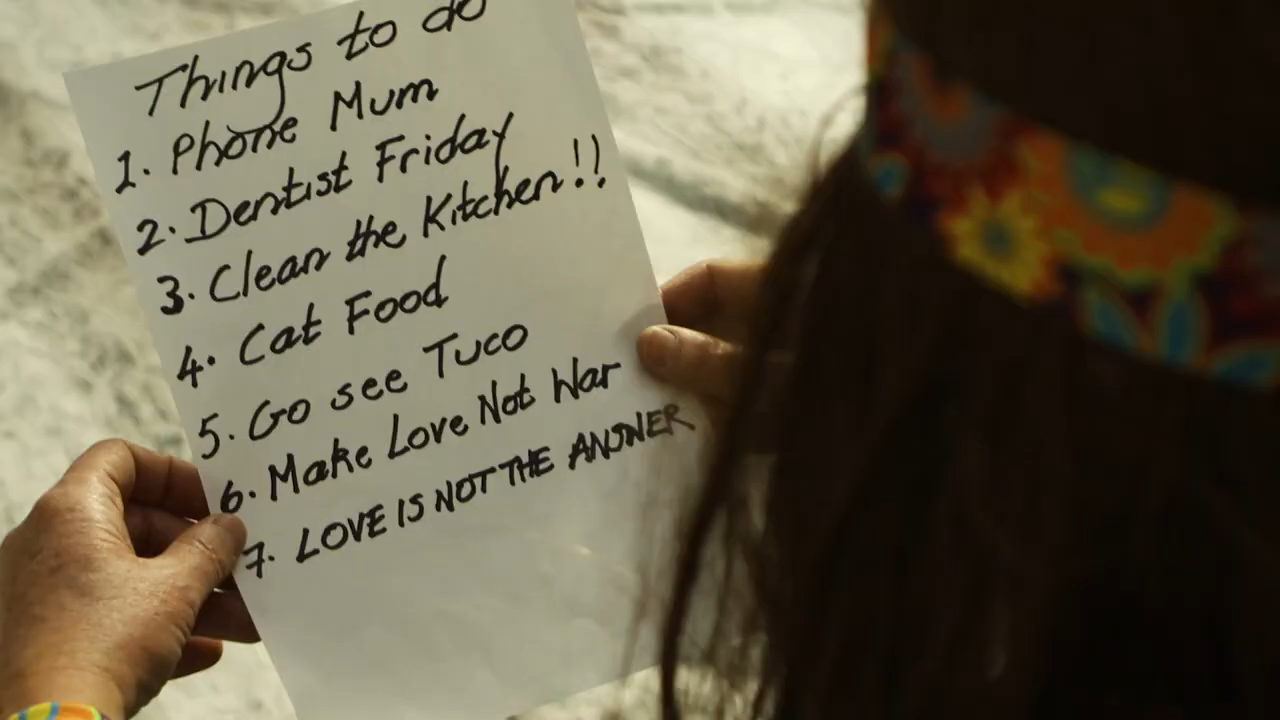 Things to do
1. Phone Mum
2. Dentist Friday
3. Clean the Kitchen!!
4. Cat Food
5. Go see Tuco
6. Make Love Not War
7. LOVE IS NOT THE ANSWER